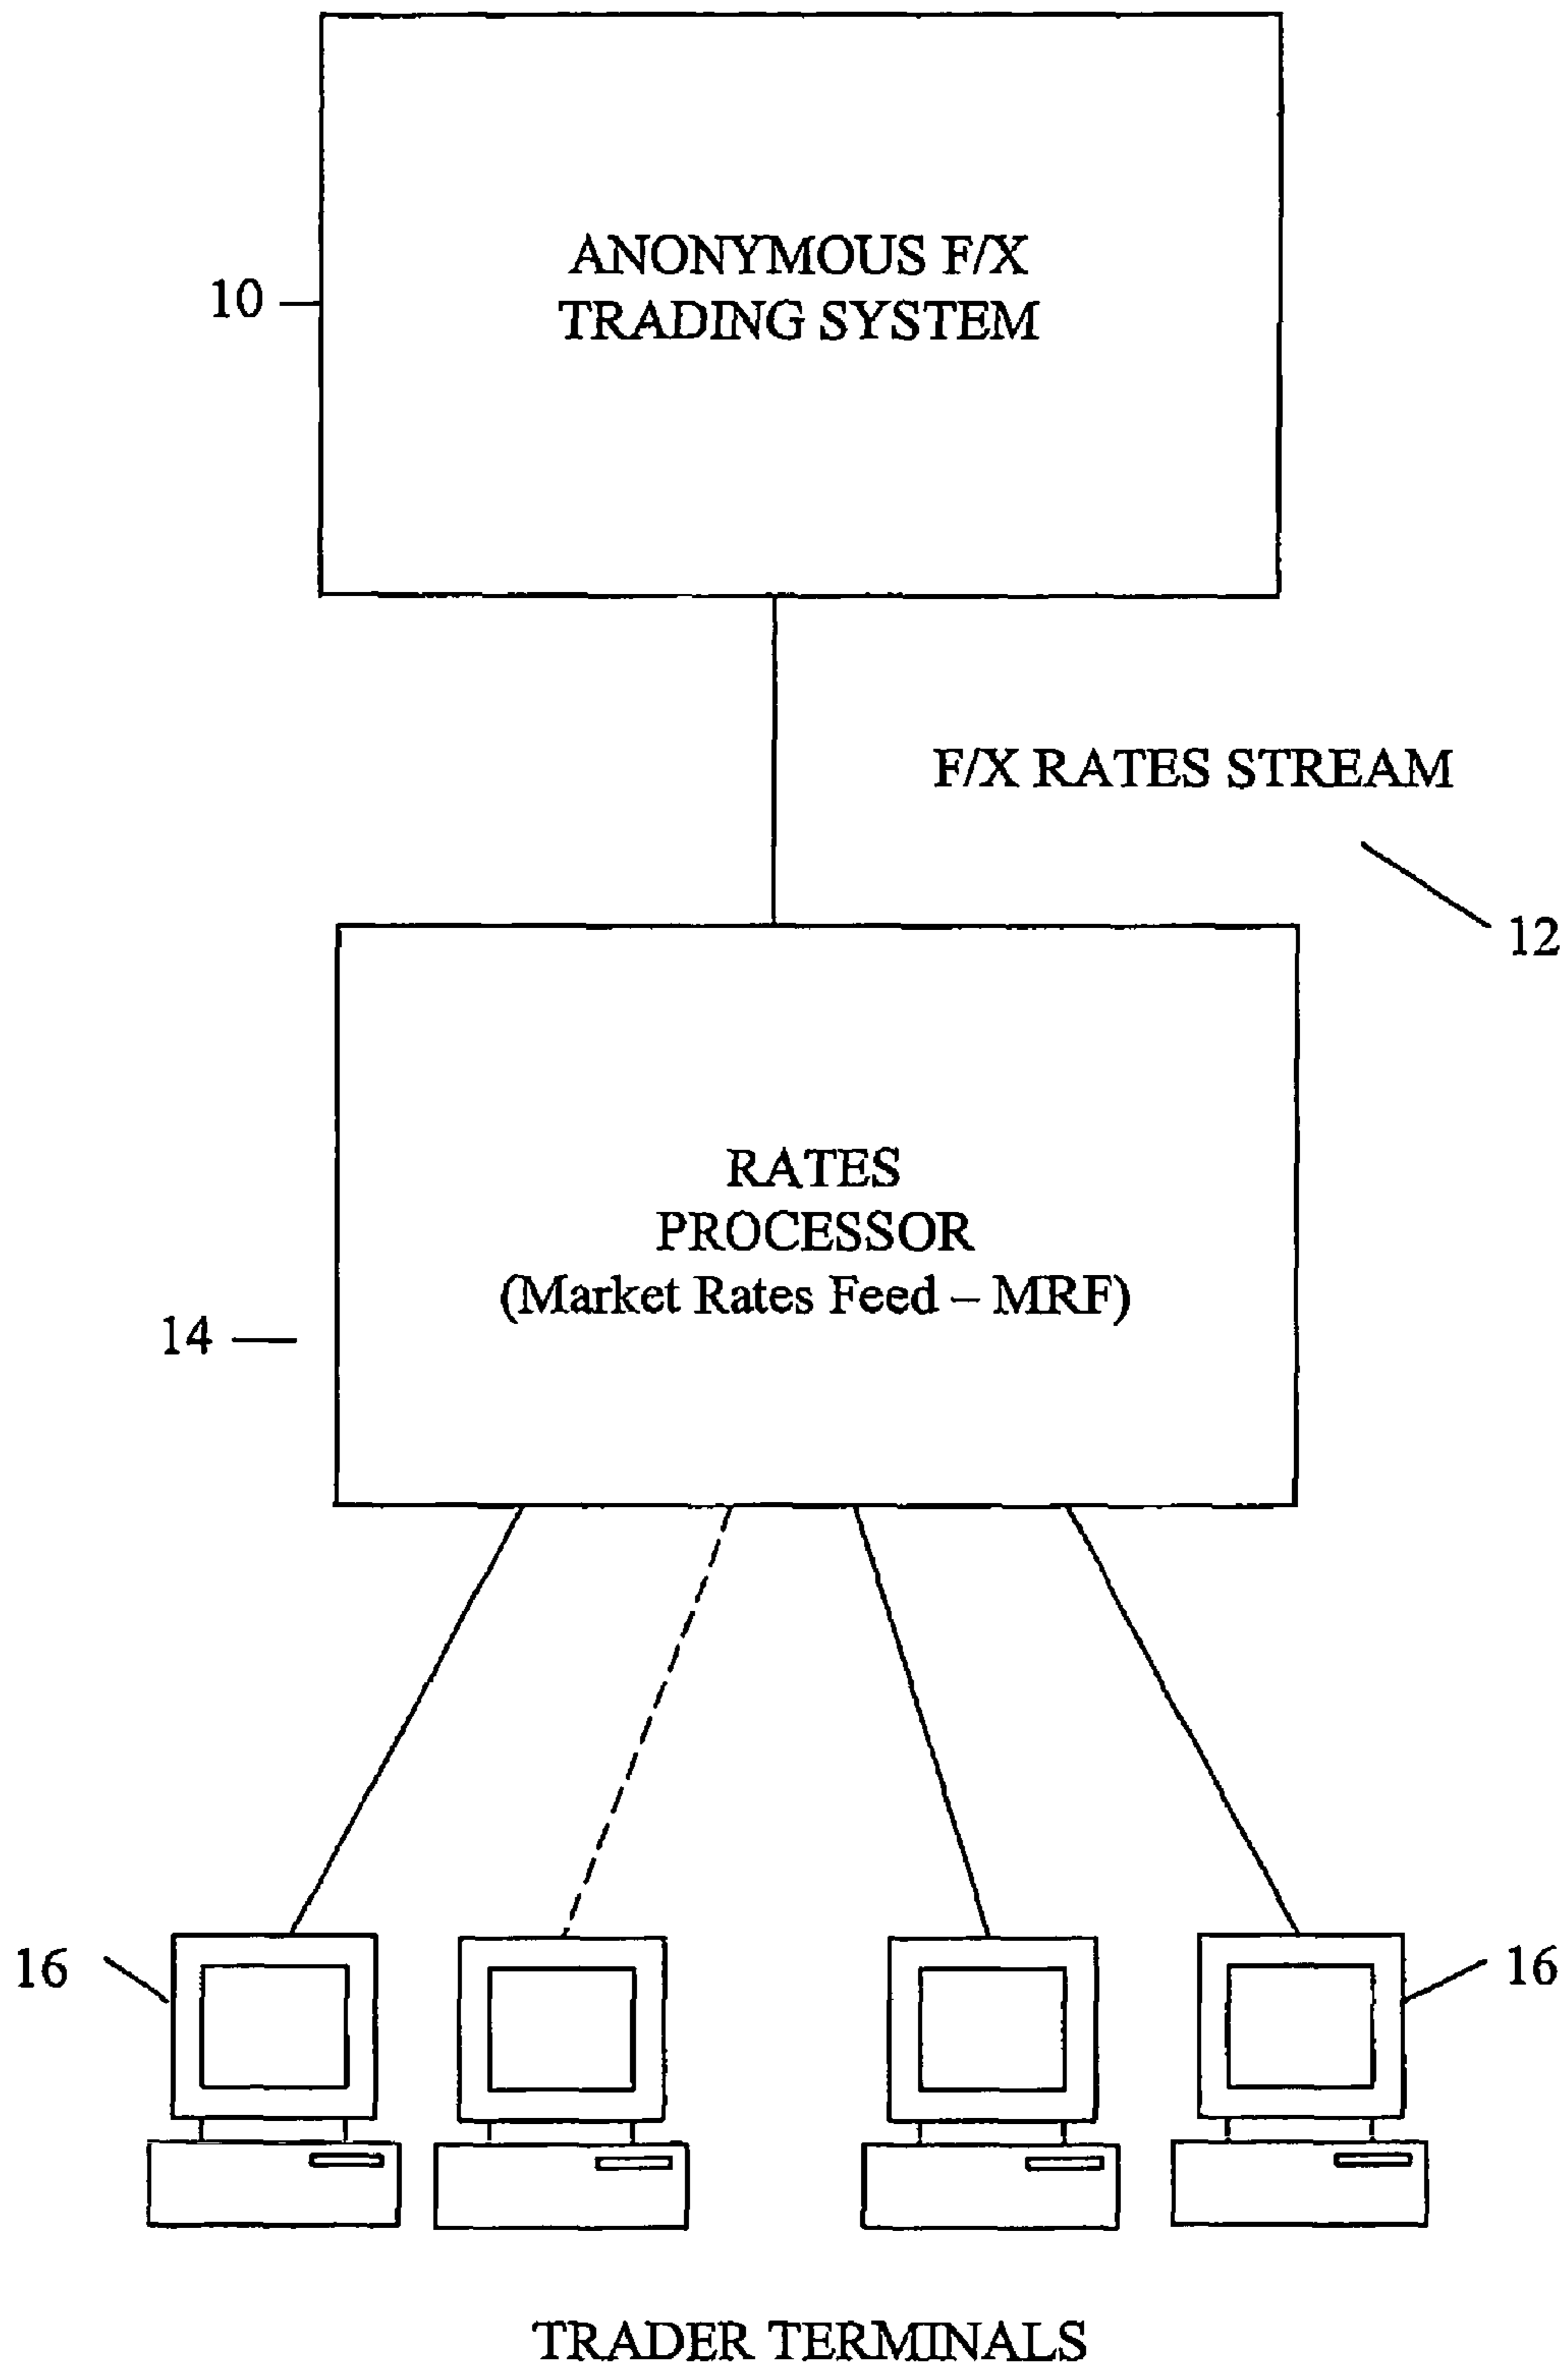 ANONYMOUS F/X
TRADING SYSTEM
10
F/X RATES STREAM
12
RATES
PROCESSOR
(Market Rates Feed – MRF)
14
16
16
TRADER TERMINALS